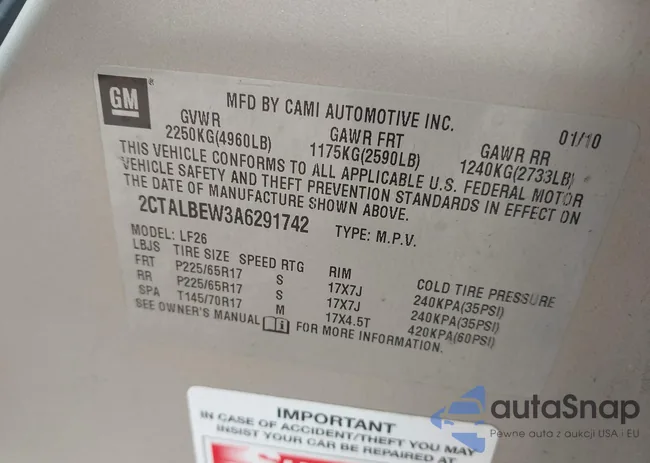 GM
®
MFD BY CAMI AUTOMOTIVE INC.
01/10
GVWR GAWR FRT GAWR RR
2250KG(4960LB) 1175KG(2590LB) 1240KG(2733LB)
THIS VEHICLE CONFORMS TO ALL APPLICABLE U.S. FEDERAL MOTOR
VEHICLE SAFETY AND THEFT PREVENTION STANDARDS IN EFFECT ON
THE DATE OF MANUFACTURE SHOWN ABOVE.
2CTALBEW3A6291742 TYPE: M.P.V.
MODEL: LF26
LBJS TIRE SIZE SPEED RTG RIM COLD TIRE PRESSURE
FRT P225/65R17 S 17X7J 240KPA(35PSI)
RR P225/65R17 S 17X7J 240KPA(35PSI)
SPA T145/70R17 M 17X4.5T 420KPA(60PSI)
SEE OWNER'S MANUAL FOR MORE INFORMATION.
IMPORTANT
IN CASE OF ACCIDENT/THEFT YOU MAY
INSIST YOUR CAR BE REPAIRED AT
autaSnap
Pewne auta z aukcji USA i EU